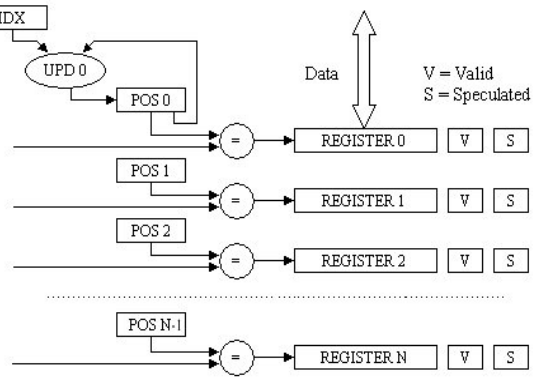 IDX
UPD 0
Data
V = Valid
S = Speculated
POS 0
= REGISTER 0 V S
POS 1
= REGISTER 1 V S
POS 2
= REGISTER 2 V S
POS N-1
= REGISTER N V S